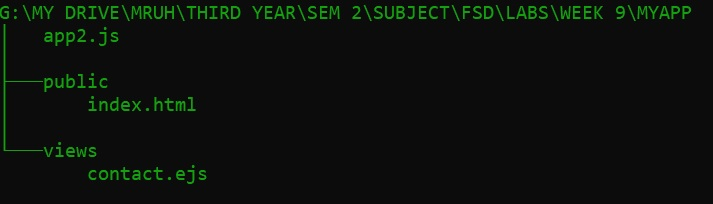 G:\MY DRIVE\MRUH\THIRD YEAR\SEM 2\SUBJECT\FSD\LABS\WEEK 9\MYAPP
app2.js
public
index.html
views
contact.ejs